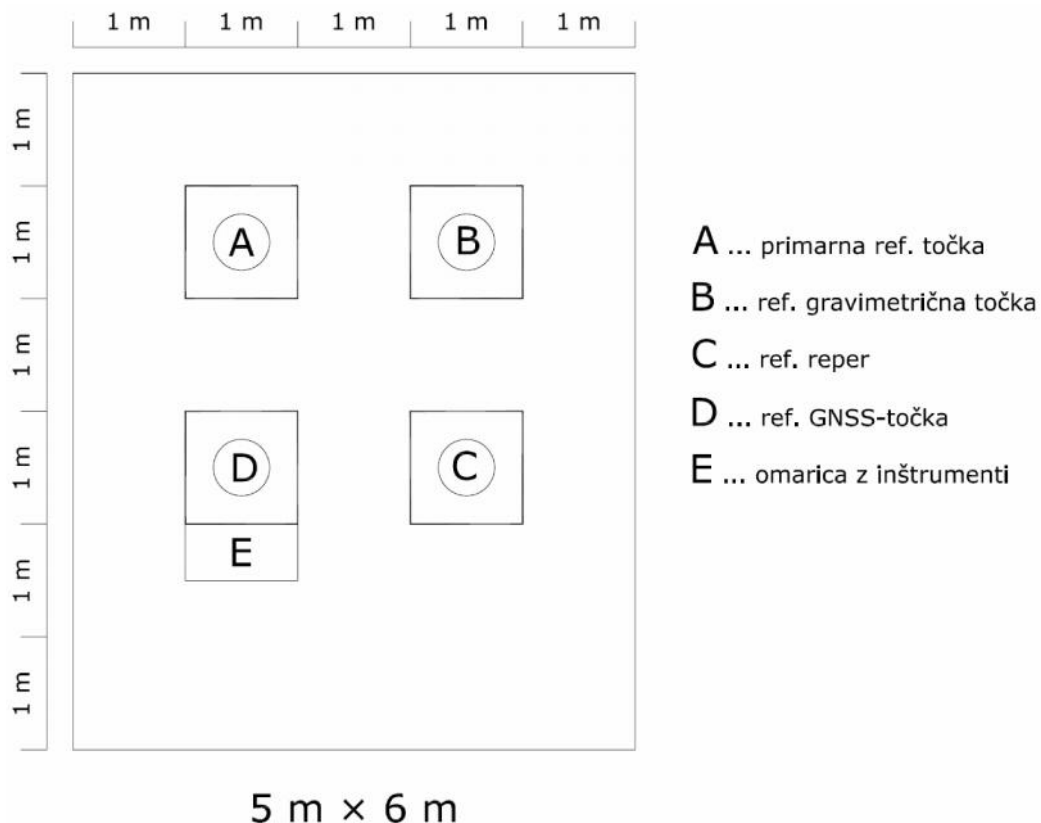 1 m 1 m 1 m 1 m 1 m
1 m
1 m
1 m
1 m
1 m
1 m
A
B
D
C
E
A ... primarna ref. točka
B ... ref. gravimetrična točka
C ... ref. reper
D ... ref. GNSS-točka
E ... omarica z inštrumenti
5 m × 6 m